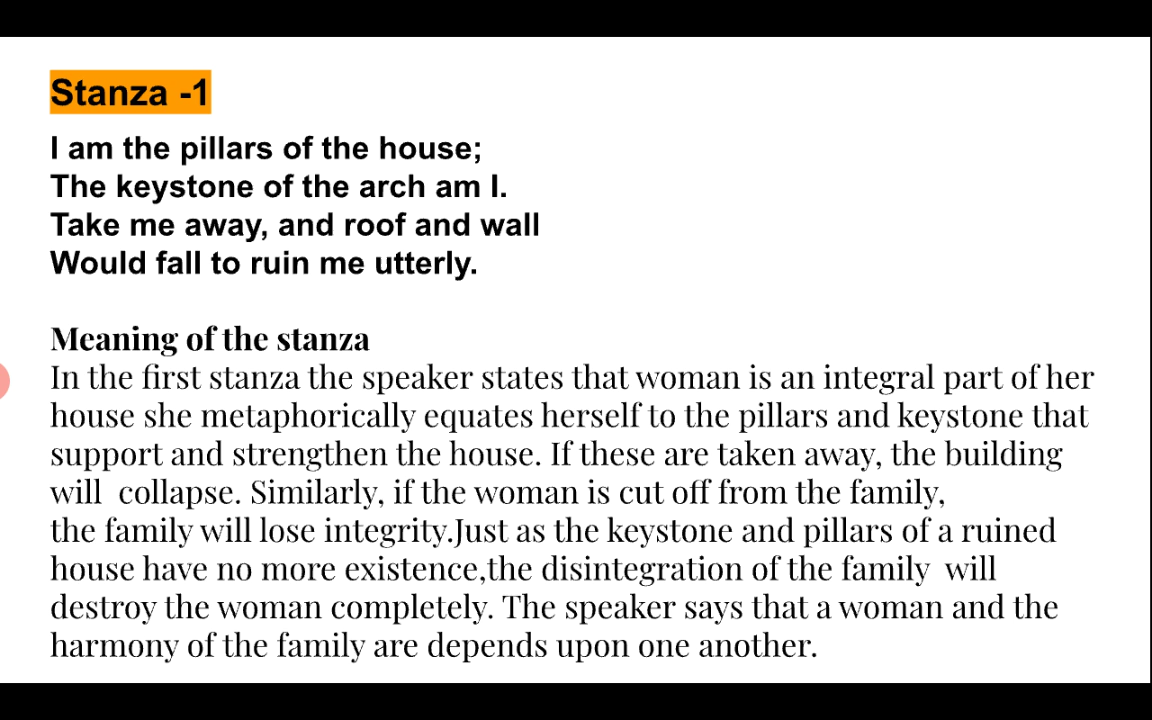 Stanza -1
I am the pillars of the house;
The keystone of the arch am I.
Take me away, and roof and wall
Would fall to ruin me utterly.
Meaning of the stanza
In the first stanza the speaker states that woman is an integral part of her
house she metaphorically equates herself to the pillars and keystone that
support and strengthen the house. If these are taken away, the building
will  collapse. Similarly, if the woman is cut off from the family,
the family will lose integrity.Just as the keystone and pillars of a ruined
house have no more existence,the disintegration of the family  will
destroy the woman completely. The speaker says that a woman and the
harmony of the family are depends upon one another.